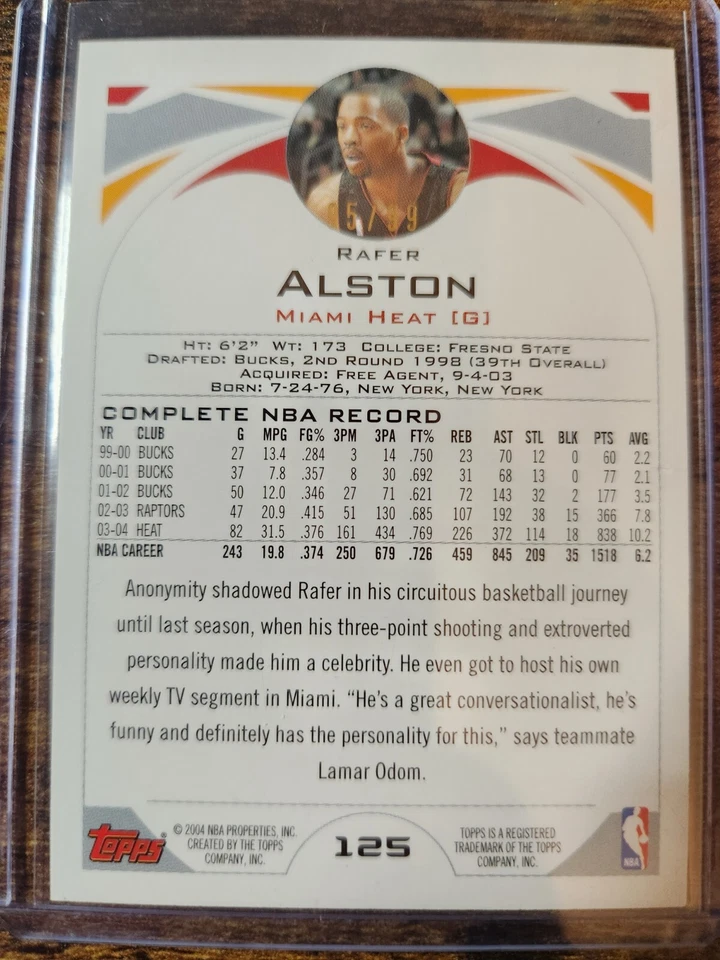 5/99
RAFER
ALSTON
MIAMI HEAT [G]
HT: 6'2" WT: 173 COLLEGE: FRESNO STATE
DRAFTED: BUCKS, 2ND ROUND 1998 (39TH OVERALL)
ACQUIRED: FREE AGENT, 9-4-03
BORN: 7-24-76, NEW YORK, NEW YORK
COMPLETE NBA RECORD
YR CLUB G MPG FG% 3PM 3PA FT% REB AST STL BLK PTS AVG
99-00 BUCKS 27 13.4 .284 3 14 .750 23 70 12 0 60 2.2
00-01 BUCKS 37 7.8 .357 8 30 .692 31 68 13 0 77 2.1
01-02 BUCKS 50 12.0 .346 27 71 .621 72 143 32 2 177 3.5
02-03 RAPTORS 47 20.9 .415 51 130 .685 107 192 38 15 366 7.8
03-04 HEAT 82 31.5 .376 161 434 .769 226 372 114 18 838 10.2
NBA CAREER 243 19.8 .374 250 679 .726 459 845 209 35 1518 6.2
Anonymity shadowed Rafer in his circuitous basketball journey
until last season, when his three-point shooting and extroverted
personality made him a celebrity. He even got to host his own
weekly TV segment in Miami. “He's a great conversationalist, he's
funny and definitely has the personality for this,” says teammate
Lamar Odom.
topps®
© 2004 NBA PROPERTIES, INC.
CREATED BY THE TOPPS
COMPANY, INC.
125
TOPPS IS A REGISTERED
TRADEMARK OF THE TOPPS
COMPANY, INC.
NBA